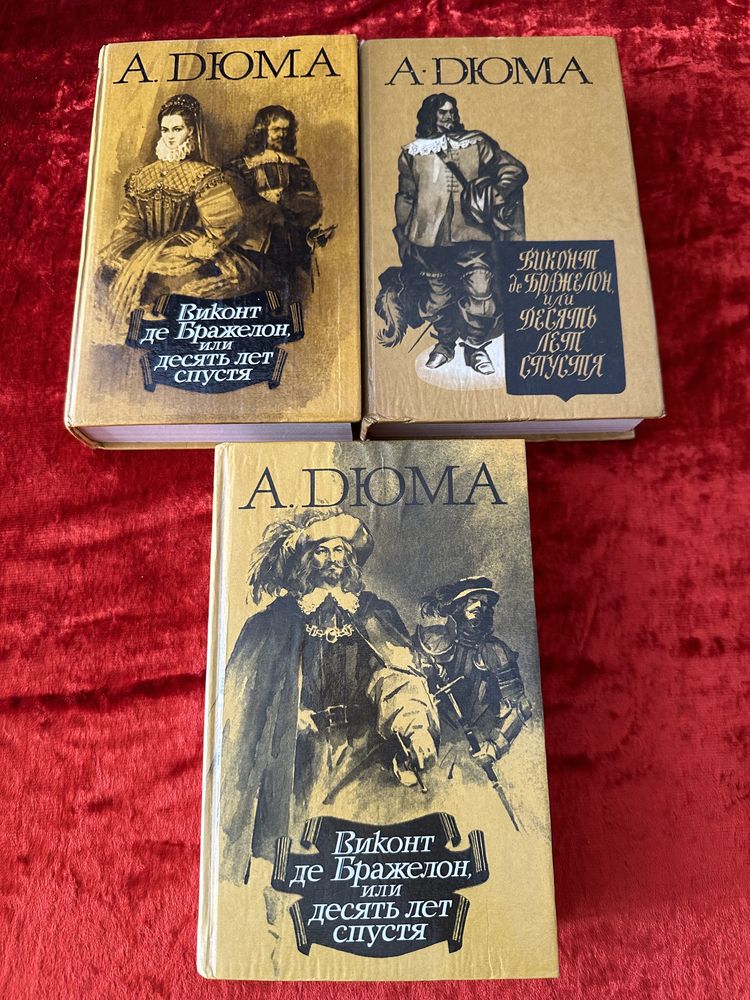 А. ДЮМА
Виконт
де Бражелон,
или
десять лет
спустя
А·ДЮМА
ВИКОНТ
де БРАЖЕЛОН,
ИЛИ
ДЕСЯТЬ
ЛЕТ
СПУСТЯ
А. ДЮМА
Виконт
де Бражелон,
или
десять лет
спустя